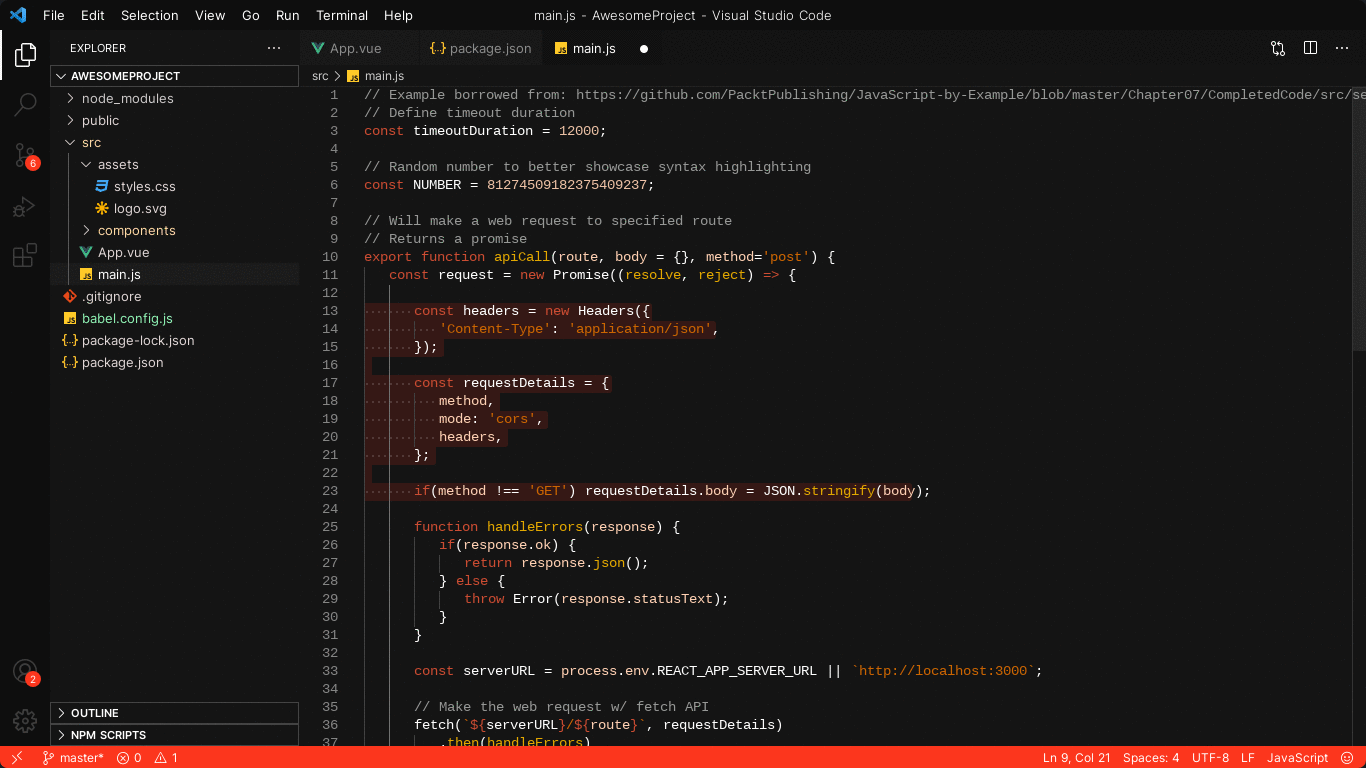 File Edit Selection View Go Run Terminal Help main.js - AwesomeProject - Visual Studio Code
EXPLORER
App.vue {..} package.json JS main.js
AWESOMEPROJECT
src JS main.js
node_modules
public
src
assets
styles.css
logo.svg
components
App.vue
JS main.js
.gitignore
JS babel.config.js
{..} package-lock.json
{..} package.json
6
2
OUTLINE
NPM SCRIPTS
1 // Example borrowed from: https://github.com/PacktPublishing/JavaScript-by-Example/blob/master/Chapter07/CompletedCode/src/se
2 // Define timeout duration
3 const timeoutDuration = 12000;
4
5 // Random number to better showcase syntax highlighting
6 const NUMBER = 81274509182375409237;
7
8 // Will make a web request to specified route
9 // Returns a promise
10 export function apiCall(route, body = {}, method='post') {
11 const request = new Promise((resolve, reject) => {
12
13 const headers = new Headers({
14 'Content-Type': 'application/json',
15 });
16
17 const requestDetails = {
18 method,
19 mode: 'cors',
20 headers,
21 };
22
23 if(method !== 'GET') requestDetails.body = JSON.stringify(body);
24
25 function handleErrors(response) {
26 if(response.ok) {
27 return response.json();
28 } else {
29 throw Error(response.statusText);
30 }
31 }
32
33 const serverURL = process.env.REACT_APP_SERVER_URL || `http://localhost:3000`;
34
35 // Make the web request w/ fetch API
36 fetch(`${serverURL}/${route}`, requestDetails)
37 .then(handleErrors)
master* 0 1 Ln 9, Col 21 Spaces: 4 UTF-8 LF JavaScript